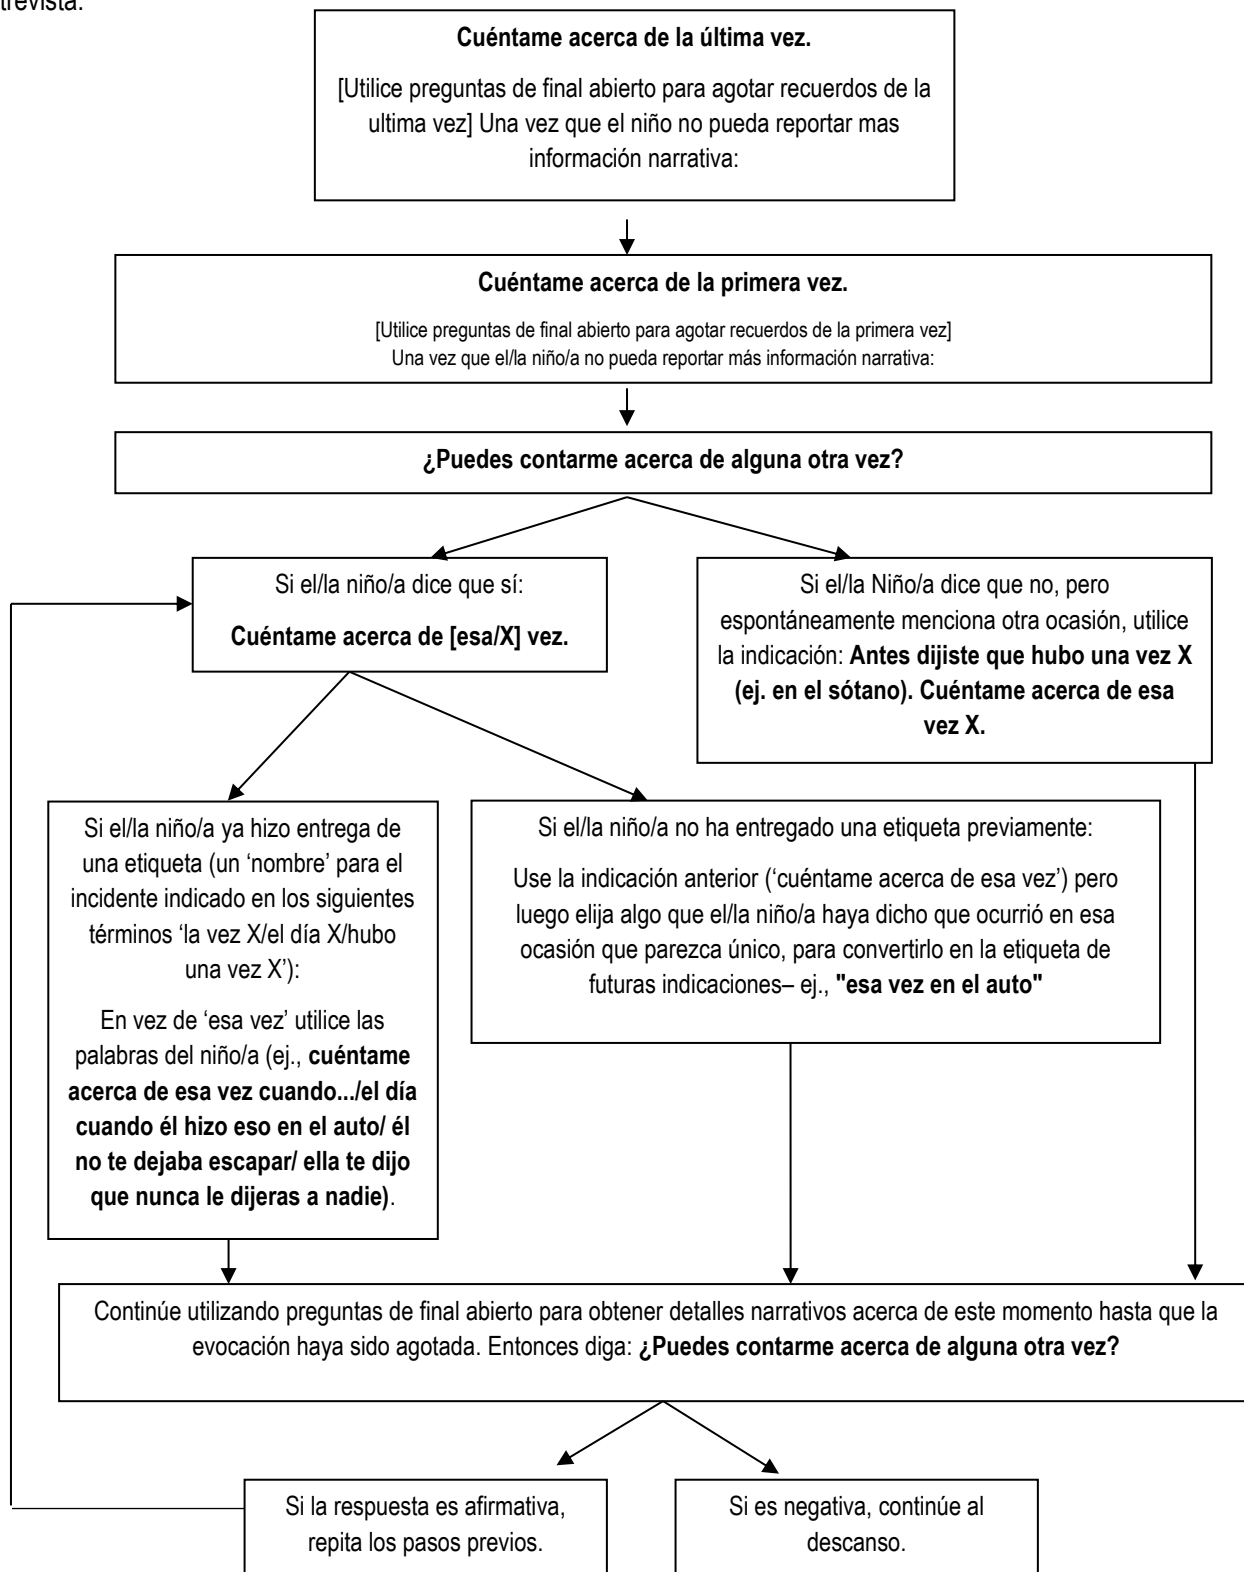 trevista.
Cuéntame acerca de la última vez.
[Utilice preguntas de final abierto para agotar recuerdos de la
ultima vez] Una vez que el niño no pueda reportar mas
información narrativa:
Cuéntame acerca de la primera vez.
[Utilice preguntas de final abierto para agotar recuerdos de la primera vez]
Una vez que el/la niño/a no pueda reportar más información narrativa:
¿Puedes contarme acerca de alguna otra vez?
Si el/la niño/a dice que sí:
Cuéntame acerca de [esa/X] vez.
Si el/la Niño/a dice que no, pero
espontáneamente menciona otra ocasión, utilice
la indicación: Antes dijiste que hubo una vez X
(ej. en el sótano). Cuéntame acerca de esa
vez X.
Si el/la niño/a ya hizo entrega de
una etiqueta (un ‘nombre’ para el
incidente indicado en los siguientes
términos ‘la vez X/el día X/hubo
una vez X’):
En vez de ‘esa vez’ utilice las
palabras del niño/a (ej., cuéntame
acerca de esa vez cuando.../el día
cuando él hizo eso en el auto/ él
no te dejaba escapar/ ella te dijo
que nunca le dijeras a nadie).
Si el/la niño/a no ha entregado una etiqueta previamente:
Use la indicación anterior (‘cuéntame acerca de esa vez’) pero
luego elija algo que el/la niño/a haya dicho que ocurrió en esa
ocasión que parezca único, para convertirlo en la etiqueta de
futuras indicaciones– ej., "esa vez en el auto"
Continúe utilizando preguntas de final abierto para obtener detalles narrativos acerca de este momento hasta que la
evocación haya sido agotada. Entonces diga: ¿Puedes contarme acerca de alguna otra vez?
Si la respuesta es afirmativa,
repita los pasos previos.
Si es negativa, continúe al
descanso.